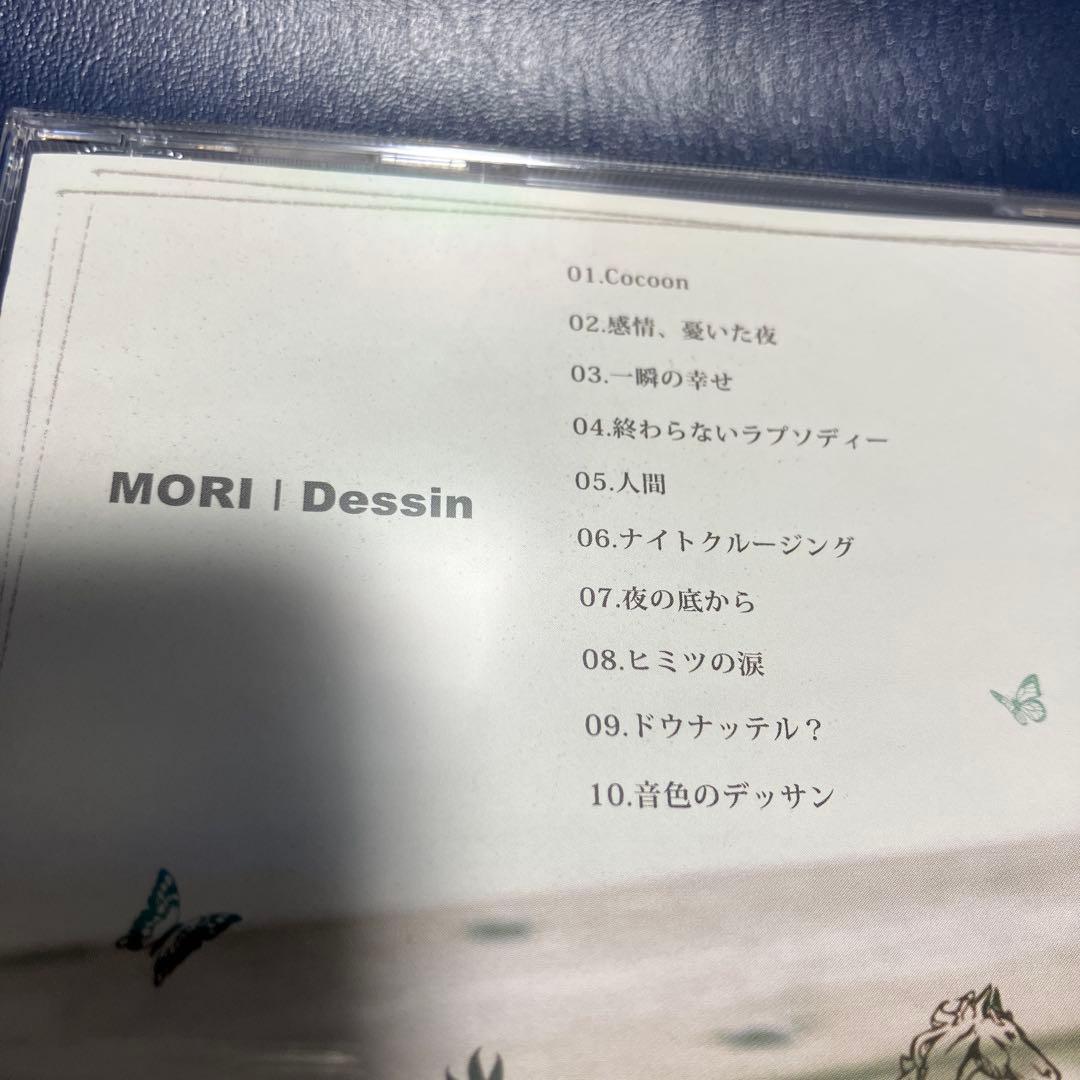 01.Cocoon
02.感情、憂いた夜
03.一瞬の幸せ
04.終わらないラプソディー
MORI | Dessin
05.人間
06.ナイトクルージング
07.夜の底から
08.ヒミツの涙
09.ドウナッテル？
10.音色のデッサン